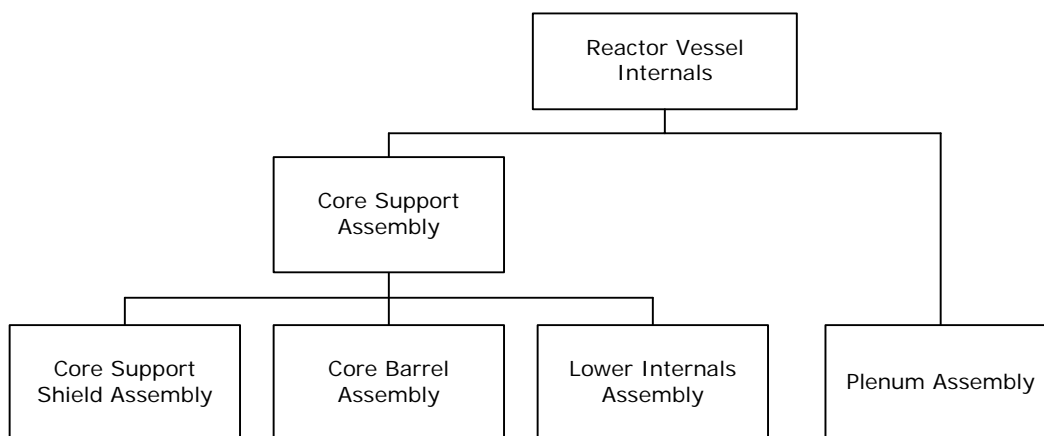 Reactor Vessel
Internals
Core Support
Assembly
Core Support
Shield Assembly
Core Barrel
Assembly
Lower Internals
Assembly
Plenum Assembly